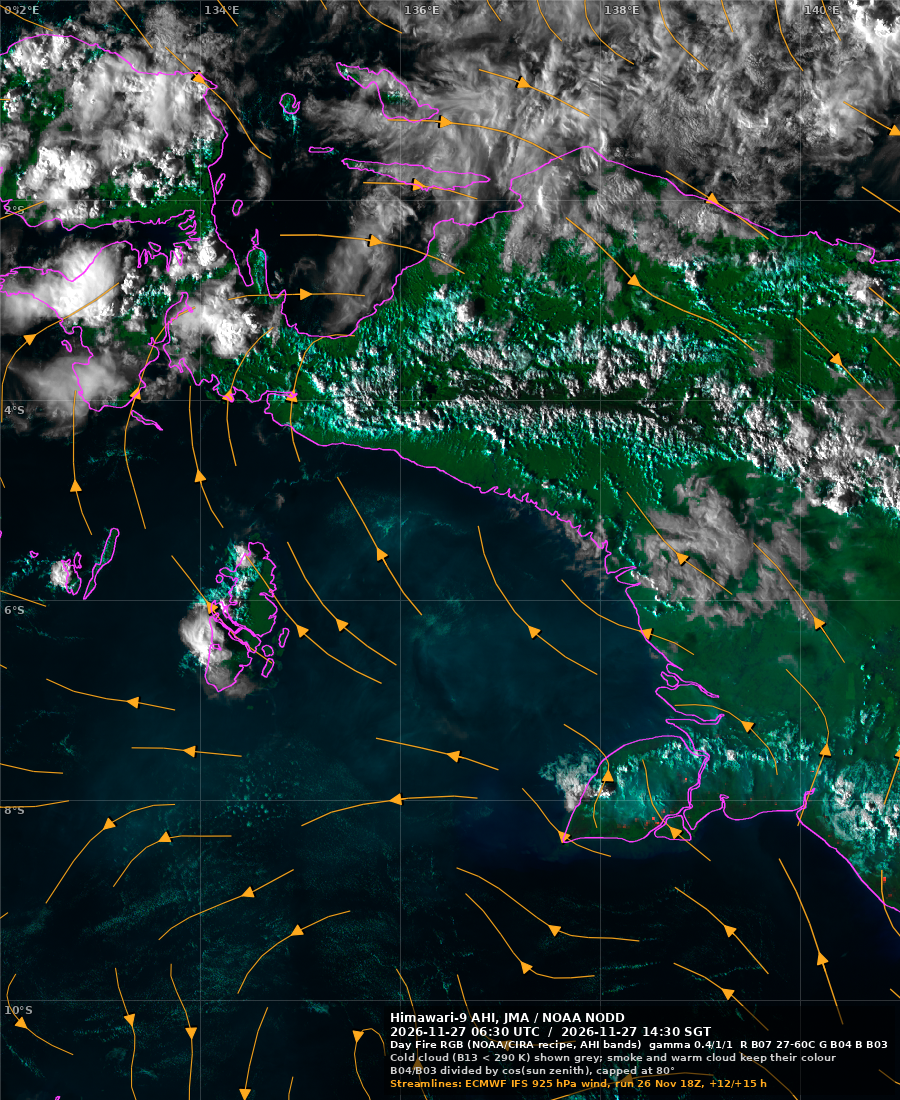 0°2°E 134°E 136°E 138°E 140°E
2°S
4°S
6°S
8°S
10°S
Himawari-9 AHI, JMA / NOAA NODD
2026-11-27 06:30 UTC / 2026-11-27 14:30 SGT
Day Fire RGB (NOAA/CIRA recipe, AHI bands) gamma 0.4/1/1 R B07 27-60C G B04 B B03
Cold cloud (B13 < 290 K) shown grey; smoke and warm cloud keep their colour
B04/B03 divided by cos(sun zenith), capped at 80°
Streamlines: ECMWF IFS 925 hPa wind, run 26 Nov 18Z, +12/+15 h